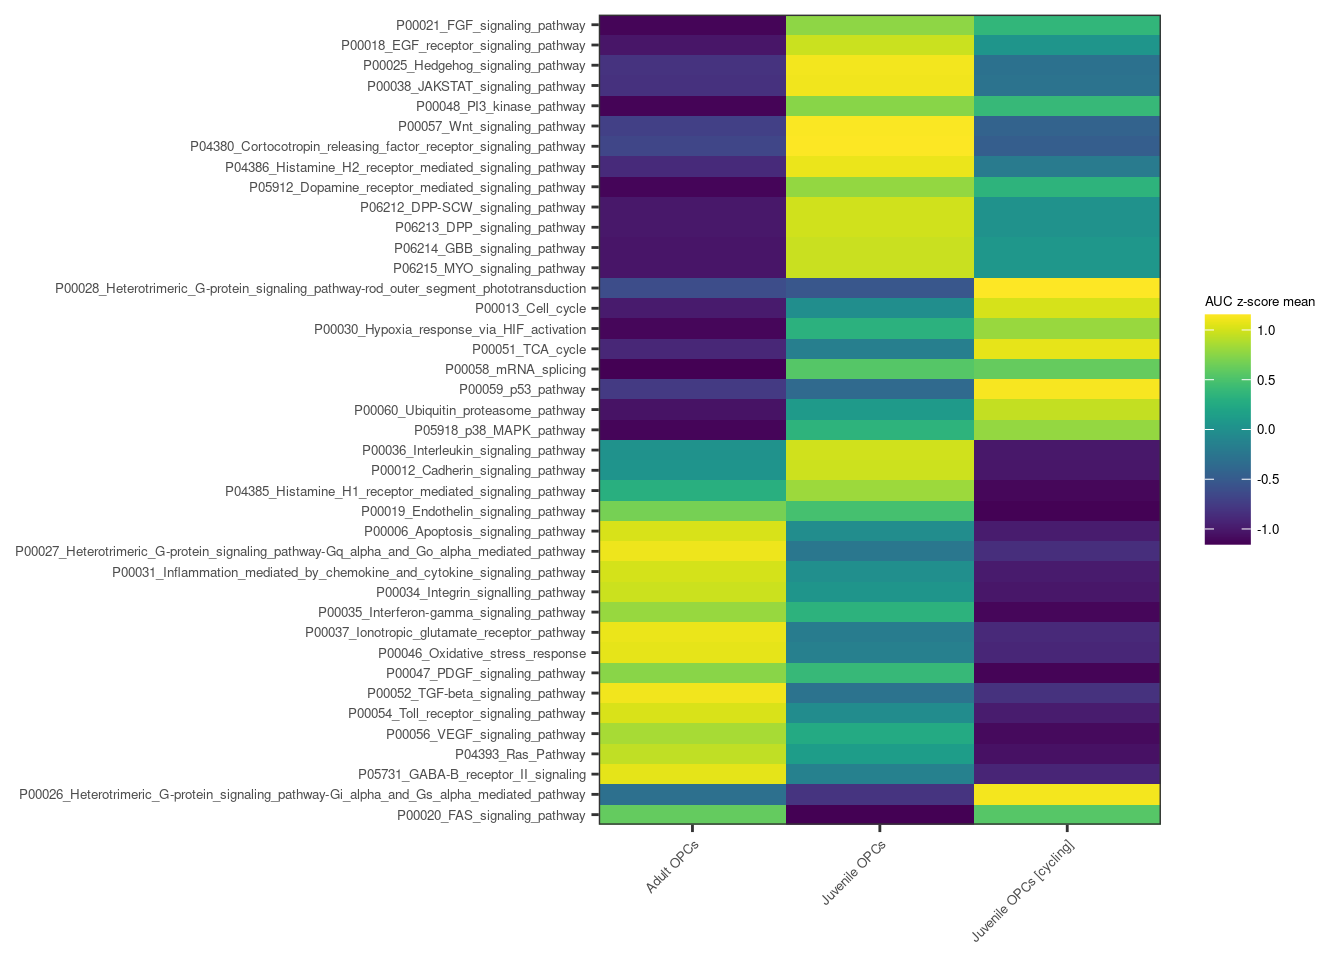 P00021_FGF_signaling_pathway
P00018_EGF_receptor_signaling_pathway
P00025_Hedgehog_signaling_pathway
P00038_JAKSTAT_signaling_pathway
P00048_PI3_kinase_pathway
P00057_Wnt_signaling_pathway
P04380_Cortocotropin_releasing_factor_receptor_signaling_pathway
P04386_Histamine_H2_receptor_mediated_signaling_pathway
P05912_Dopamine_receptor_mediated_signaling_pathway
P06212_DPP-SCW_signaling_pathway
P06213_DPP_signaling_pathway
P06214_GBB_signaling_pathway
P06215_MYO_signaling_pathway
P00028_Heterotrimeric_G-protein_signaling_pathway-rod_outer_segment_phototransduction
P00013_Cell_cycle
P00030_Hypoxia_response_via_HIF_activation
P00051_TCA_cycle
P00058_mRNA_splicing
P00059_p53_pathway
P00060_Ubiquitin_proteasome_pathway
P05918_p38_MAPK_pathway
P00036_Interleukin_signaling_pathway
P00012_Cadherin_signaling_pathway
P04385_Histamine_H1_receptor_mediated_signaling_pathway
P00019_Endothelin_signaling_pathway
P00006_Apoptosis_signaling_pathway
P00027_Heterotrimeric_G-protein_signaling_pathway-Gq_alpha_and_Go_alpha_mediated_pathway
P00031_Inflammation_mediated_by_chemokine_and_cytokine_signaling_pathway
P00034_Integrin_signalling_pathway
P00035_Interferon-gamma_signaling_pathway
P00037_Ionotropic_glutamate_receptor_pathway
P00046_Oxidative_stress_response
P00047_PDGF_signaling_pathway
P00052_TGF-beta_signaling_pathway
P00054_Toll_receptor_signaling_pathway
P00056_VEGF_signaling_pathway
P04393_Ras_Pathway
P05731_GABA-B_receptor_II_signaling
P00026_Heterotrimeric_G-protein_signaling_pathway-Gi_alpha_and_Gs_alpha_mediated_pathway
P00020_FAS_signaling_pathway
Adult OPCs
Juvenile OPCs
Juvenile OPCs [cycling]
AUC z-score mean
1.0
0.5
0.0
-0.5
-1.0